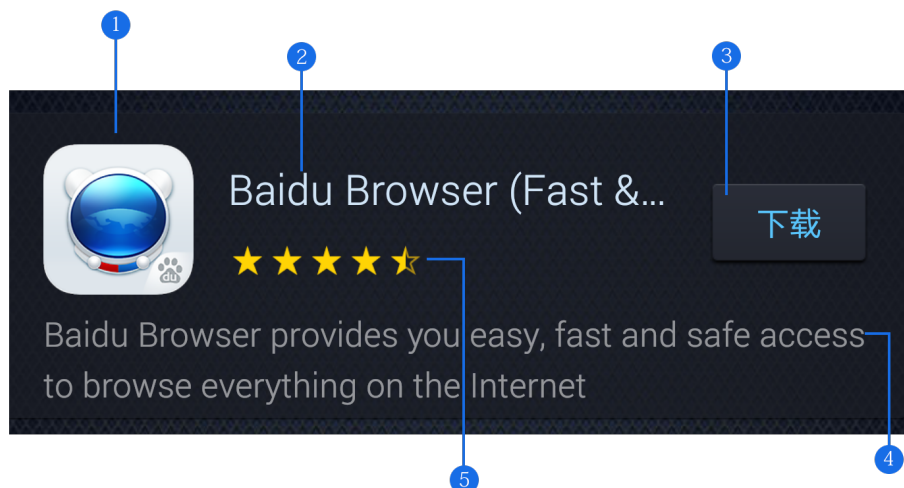 1
2
3
Baidu Browser (Fast &...
下载
du
Baidu Browser provides you easy, fast and safe access
to browse everything on the Internet
4
5